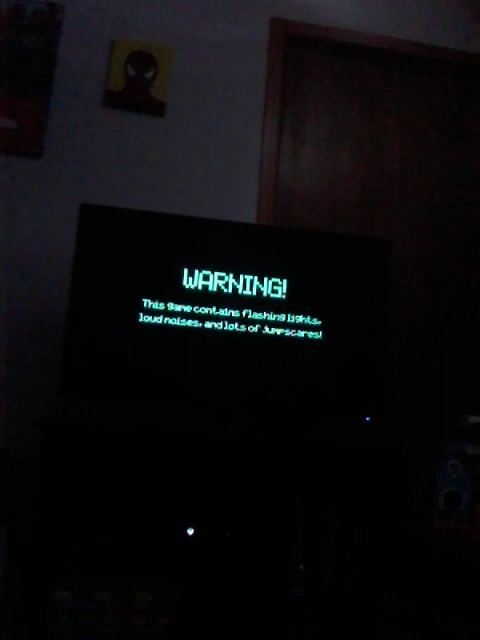 WARNING!
This game contains flashing lights,
loud noises, and lots of Jumpscares!